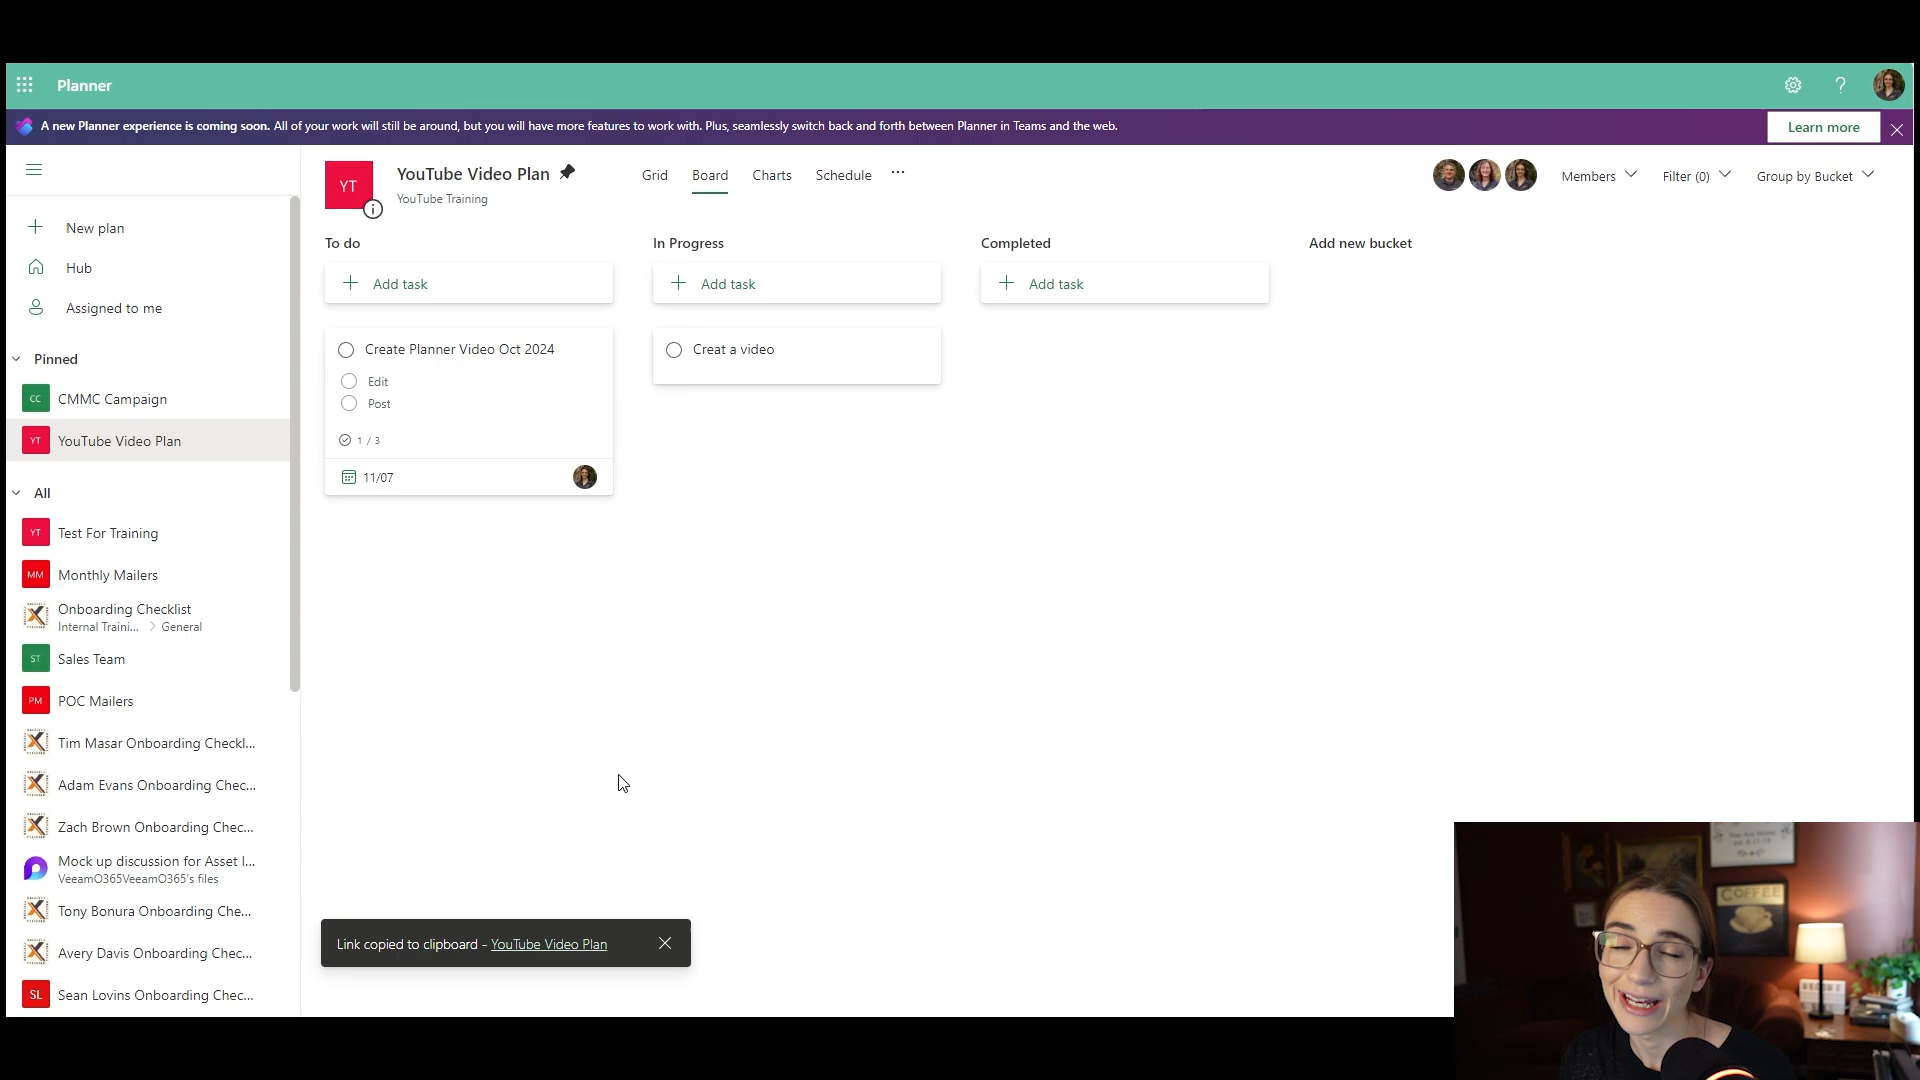 Planner
A new Planner experience is coming soon. All of your work will still be around, but you will have more features to work with. Plus, seamlessly switch back and forth between Planner in Teams and the web.
Learn more
YT
YouTube Video Plan
YouTube Training
Grid
Board
Charts
Schedule
Members
Filter (0)
Group by Bucket
New plan
Hub
Assigned to me
Pinned
CC
CMMC Campaign
YT
YouTube Video Plan
All
YT
Test For Training
MM
Monthly Mailers
Onboarding Checklist
Internal Traini... > General
ST
Sales Team
PM
POC Mailers
Tim Masar Onboarding Checkl...
Adam Evans Onboarding Chec...
Zach Brown Onboarding Chec...
Mock up discussion for Asset I...
VeeamO365VeeamO365's files
Tony Bonura Onboarding Che...
Avery Davis Onboarding Chec...
SL
Sean Lovins Onboarding Chec...
To do
Add task
Create Planner Video Oct 2024
Edit
Post
1 / 3
11/07
In Progress
Add task
Creat a video
Completed
Add task
Add new bucket
Link copied to clipboard - YouTube Video Plan
COFFEE